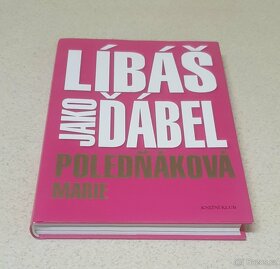 LÍBÁŠ
JAKO
ĎÁBEL
POLEDŇÁKOVÁ
MARIE
KNIŽNÍ KLUB